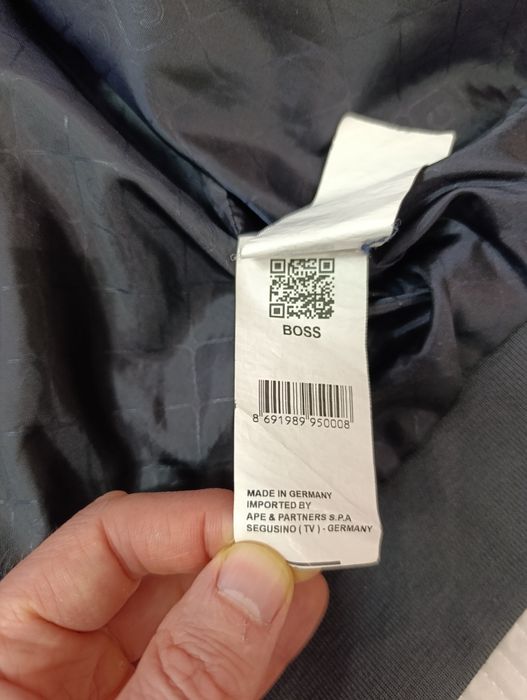 BOSS
8 691989 950008
MADE IN GERMANY
IMPORTED BY
APE & PARTNERS S.P.A
SEGUSINO ( TV ) - GERMANY